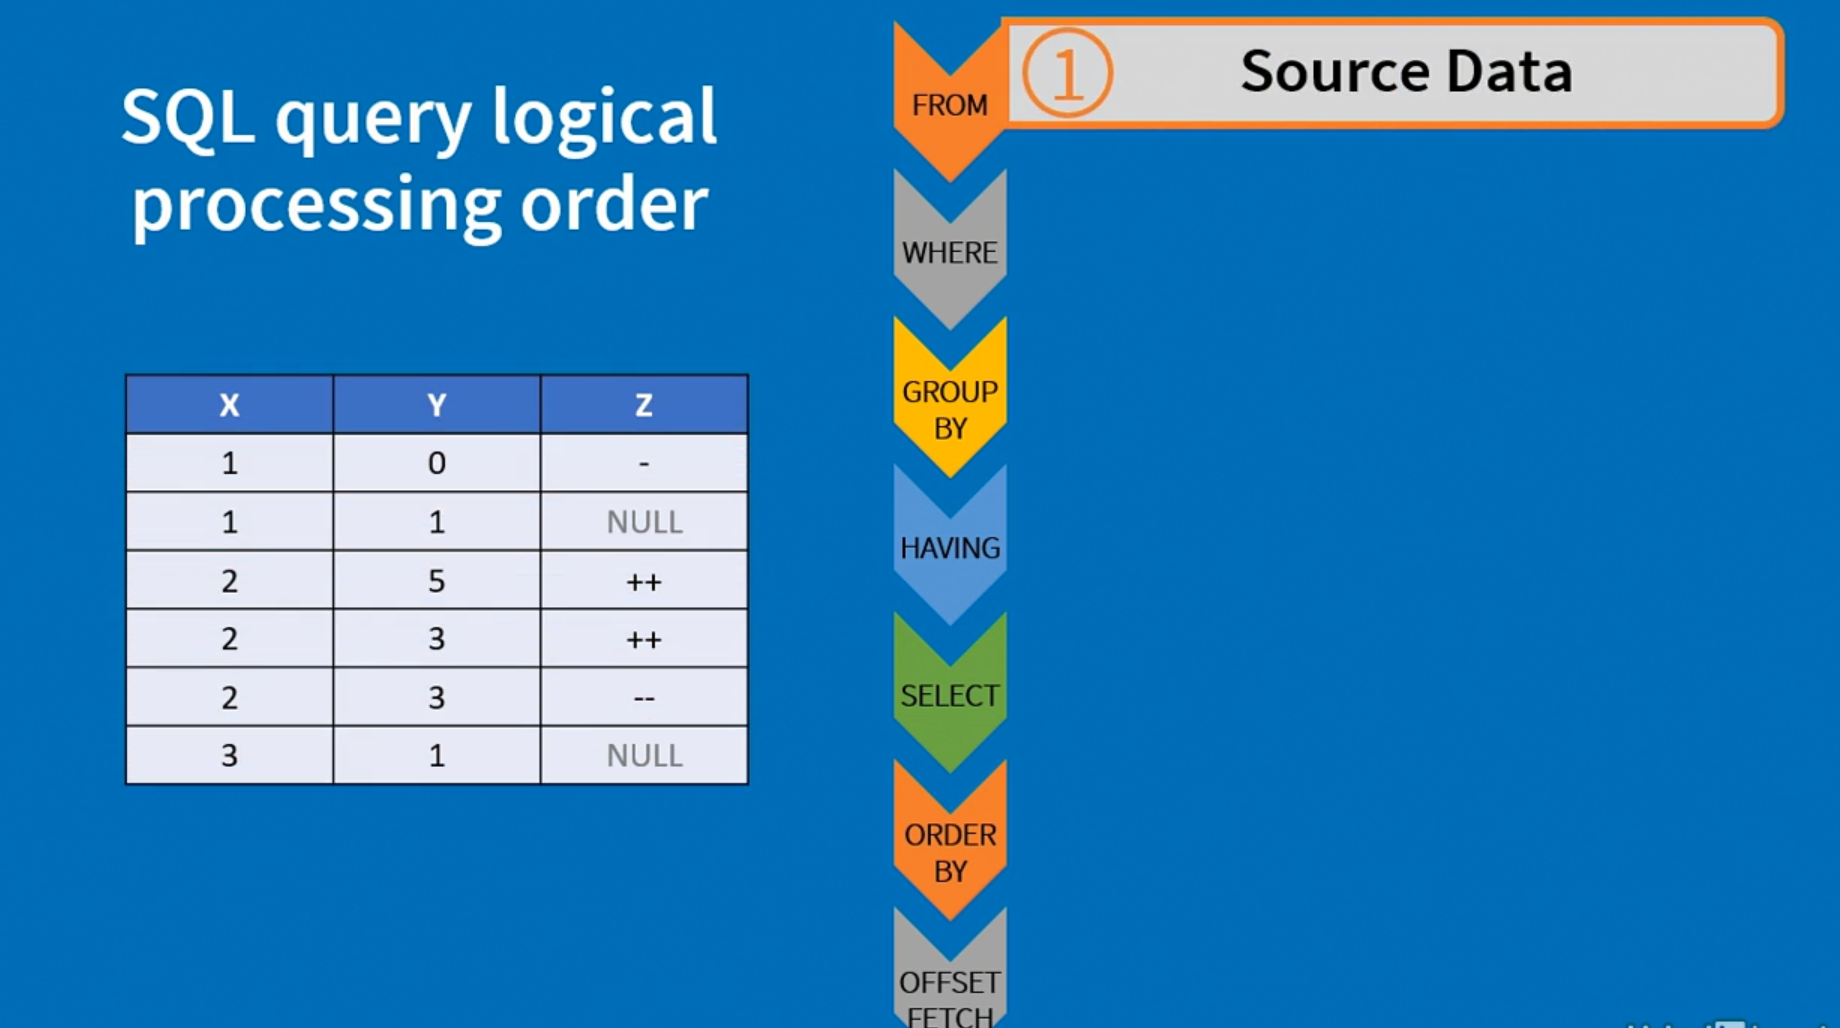 SQL query logical
processing order
X Y Z
1 0 -
1 1 NULL
2 5 ++
2 3 ++
2 3 --
3 1 NULL
FROM
1 Source Data
WHERE
GROUP
BY
HAVING
SELECT
ORDER
BY
OFFSET
FETCH